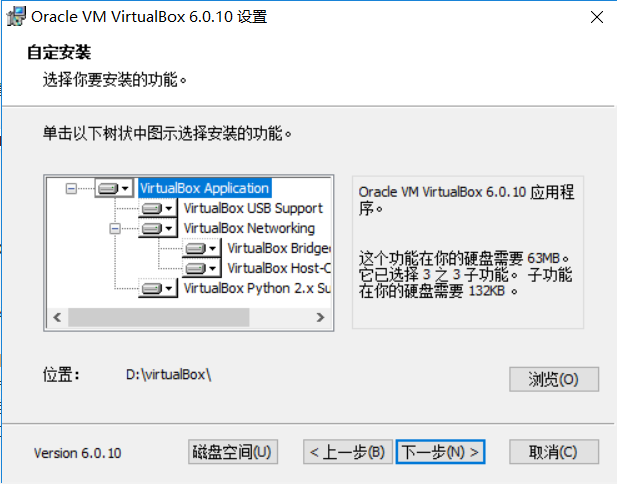 Oracle VM VirtualBox 6.0.10 设置
自定安装
选择你要安装的功能。
单击以下树状中图示选择安装的功能。
VirtualBox Application
VirtualBox USB Support
VirtualBox Networking
VirtualBox Bridge
VirtualBox Host-O
VirtualBox Python 2.x Su
Oracle VM VirtualBox 6.0.10 应用程
序。
这个功能在你的硬盘需要 63MB。
它已选择 3 之 3 子功能。 子功能
在你的硬盘需要 132KB 。
位置:
D:\virtualBox\
浏览(O)
Version 6.0.10
磁盘空间(U)
< 上一步(B)
下一步(N) >
取消(C)